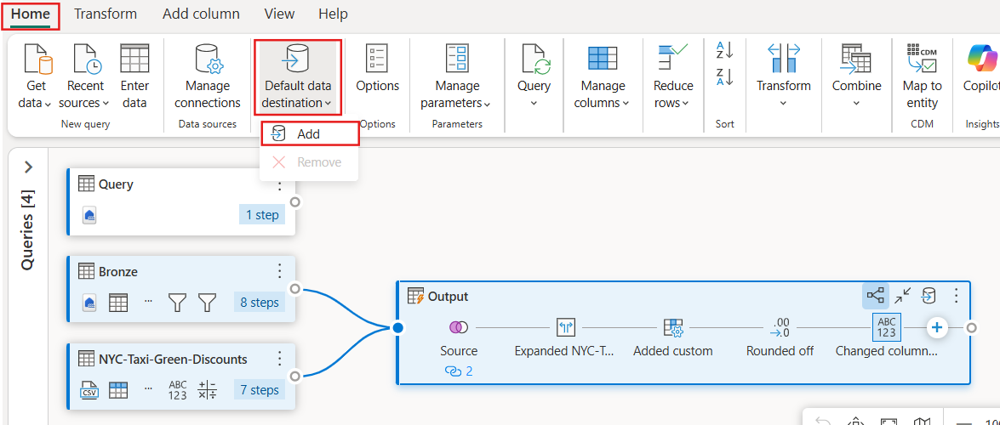 Home Transform Add column View Help
Get data
Recent sources
Enter data
New query
Manage connections
Data sources
Default data destination
Options
Options
Manage parameters
Parameters
Query
Manage columns
Reduce rows
A
Z
Z
A
Sort
Transform
Combine
CDM
Map to entity
CDM
Copilot
Insights
Add
Remove
Queries [4]
Query
1 step
Bronze
...
8 steps
NYC-Taxi-Green-Discounts
CSV
...
ABC
123
7 steps
Output
Source
2
Expanded NYC-T...
Added custom
.00
.0
Rounded off
ABC
123
Changed column...